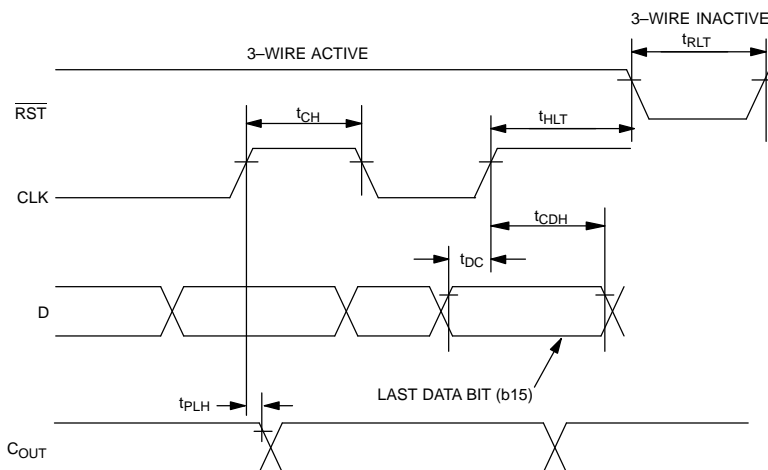 3–WIRE INACTIVE
3–WIRE ACTIVE
tRLT
RST
tCH
tHLT
CLK
tCDH
tDC
D
LAST DATA BIT (b15)
tPLH
COUT